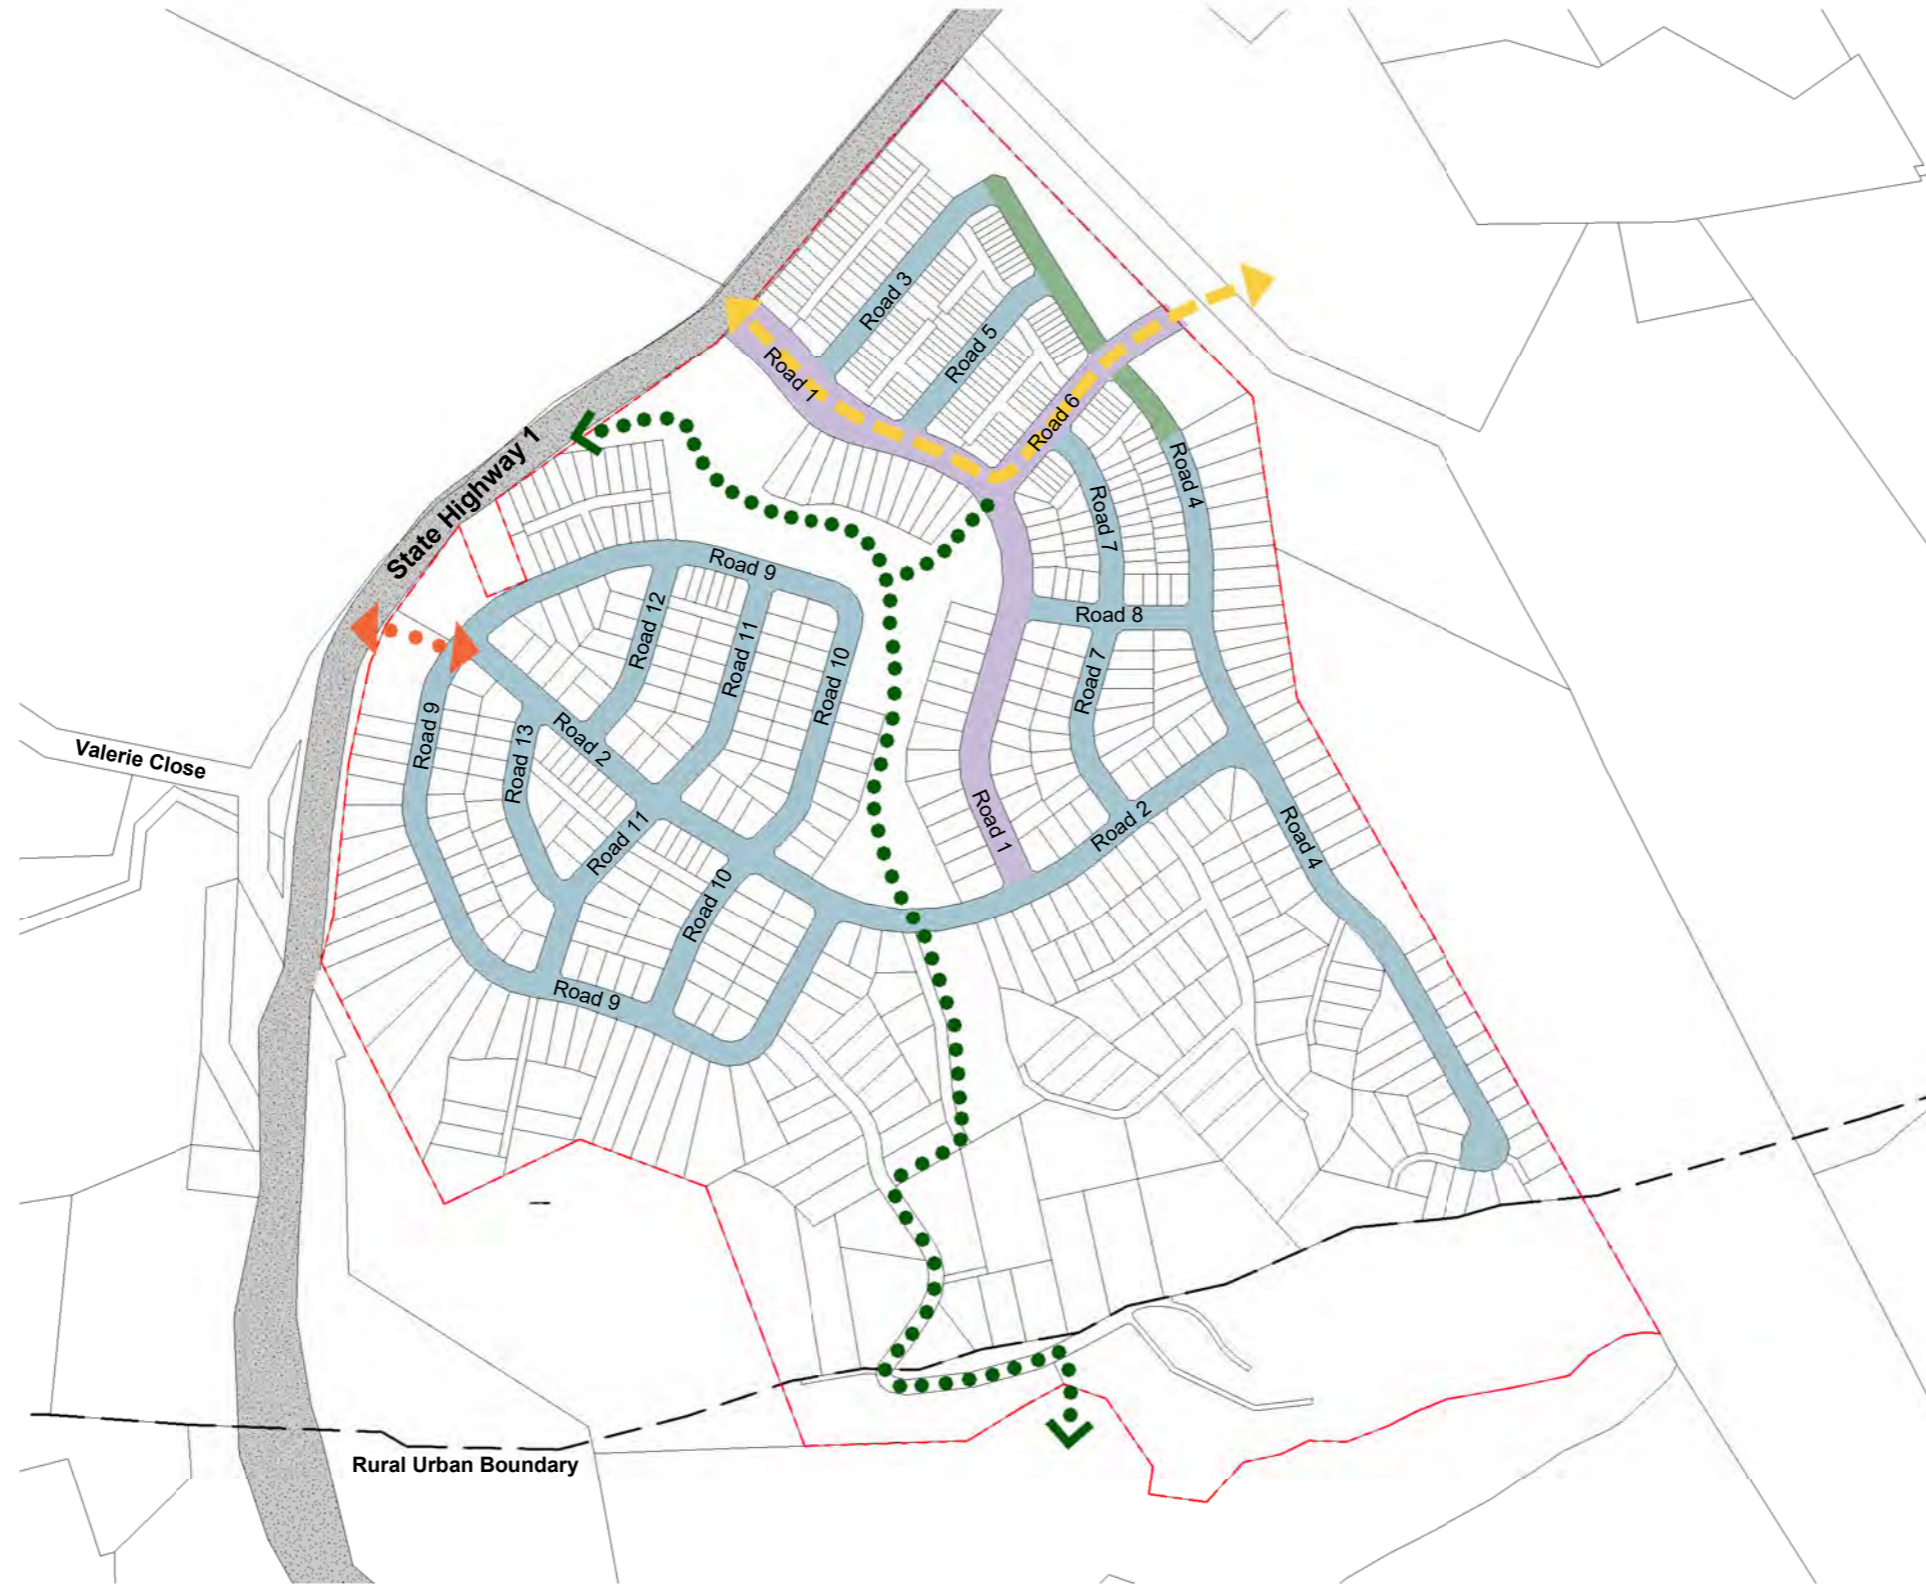 Road 3
Road 5
Road 1
Road 6
State Highway 1
Road 4
Road 7
Road 9
Road 12
Road 11
Road 10
Road 8
Road 7
Road 9
Road 13
Road 2
Valerie Close
Road 11
Road 1
Road 2
Road 4
Road 10
Road 9
Rural Urban Boundary